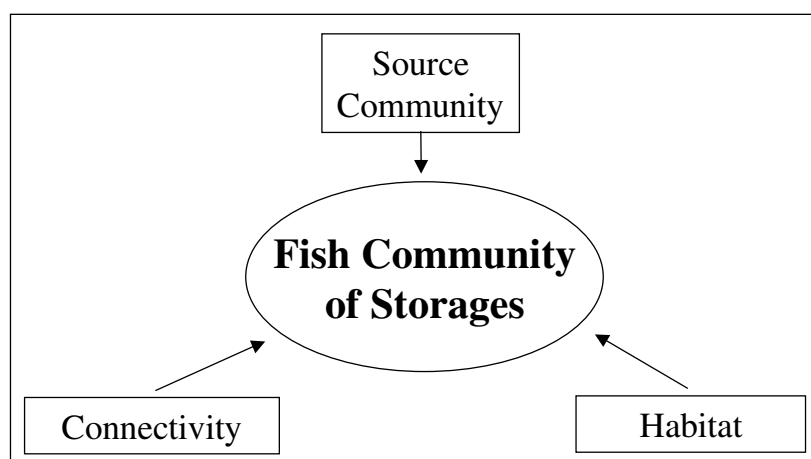 Source
Community
Fish Community
of Storages
Connectivity
Habitat